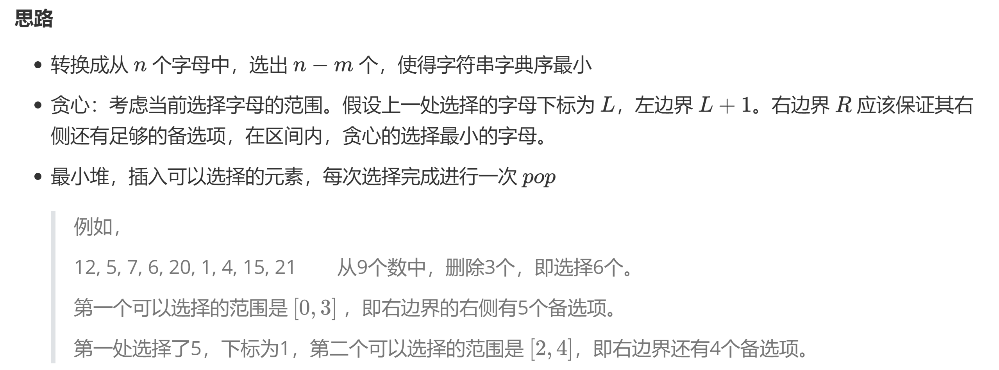 思路
转换成从 n 个字母中，选出 n − m 个，使得字符串字典序最小
贪心：考虑当前选择字母的范围。假设上一处选择的字母下标为 L，左边界 L + 1。右边界 R 应该保证其右
侧还有足够的备选项，在区间内，贪心的选择最小的字母。
最小堆，插入可以选择的元素，每次选择完成进行一次 pop
例如，
12, 5, 7, 6, 20, 1, 4, 15, 21 从9个数中，删除3个，即选择6个。
第一个可以选择的范围是 [0, 3] ，即右边界的右侧有5个备选项。
第一处选择了5，下标为1，第二个可以选择的范围是 [2, 4]，即右边界还有4个备选项。